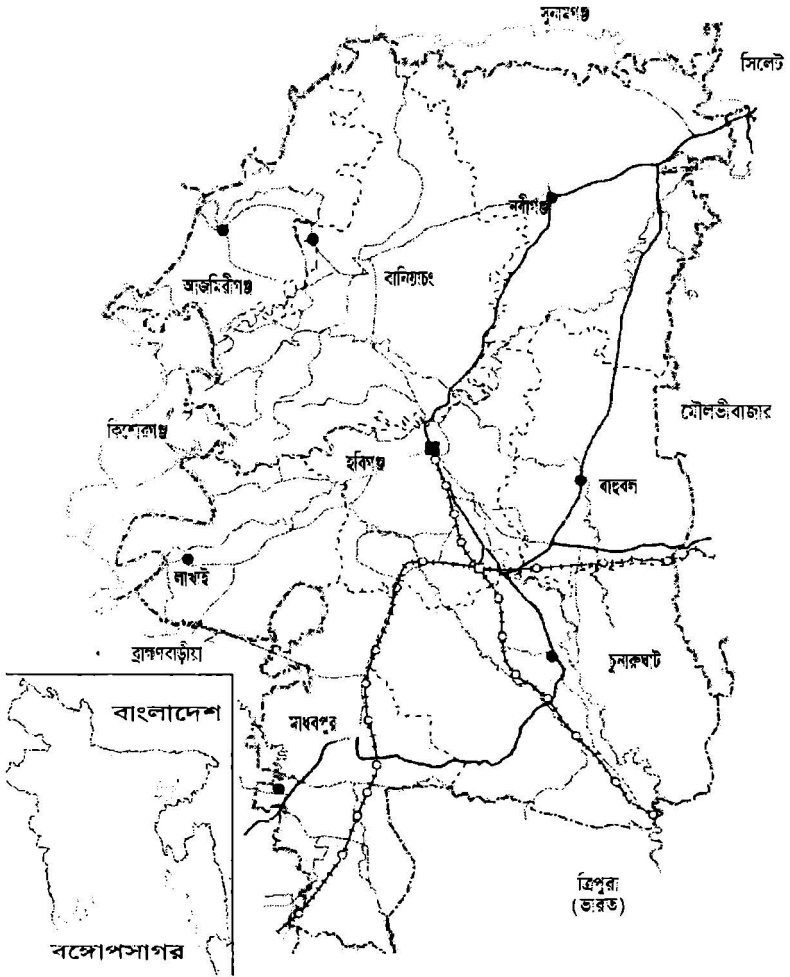 সুনামগঞ্জ
সিলেট
নবীগঞ্জ
আজমিরীগঞ্জ
বানিয়াচং
কিশোরগঞ্জ
মৌলভীবাজার
হবিগঞ্জ
বাহুবল
লাখাই
ব্রাহ্মণবাড়ীয়া
চুনারুঘাট
মাধবপুর
বাংলাদেশ
ত্রিপুরা
(ভারত)
বঙ্গোপসাগর